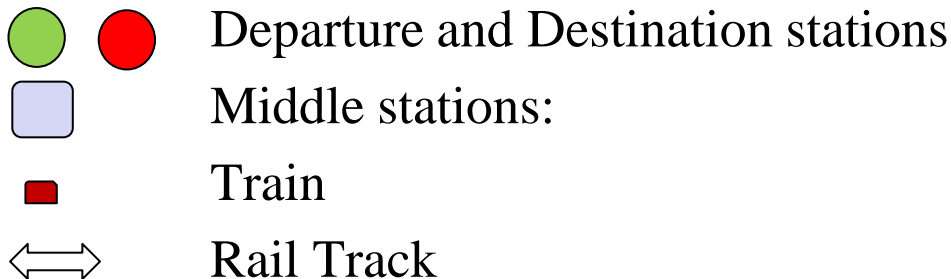 Departure and Destination stations
Middle stations:
Train
Rail Track